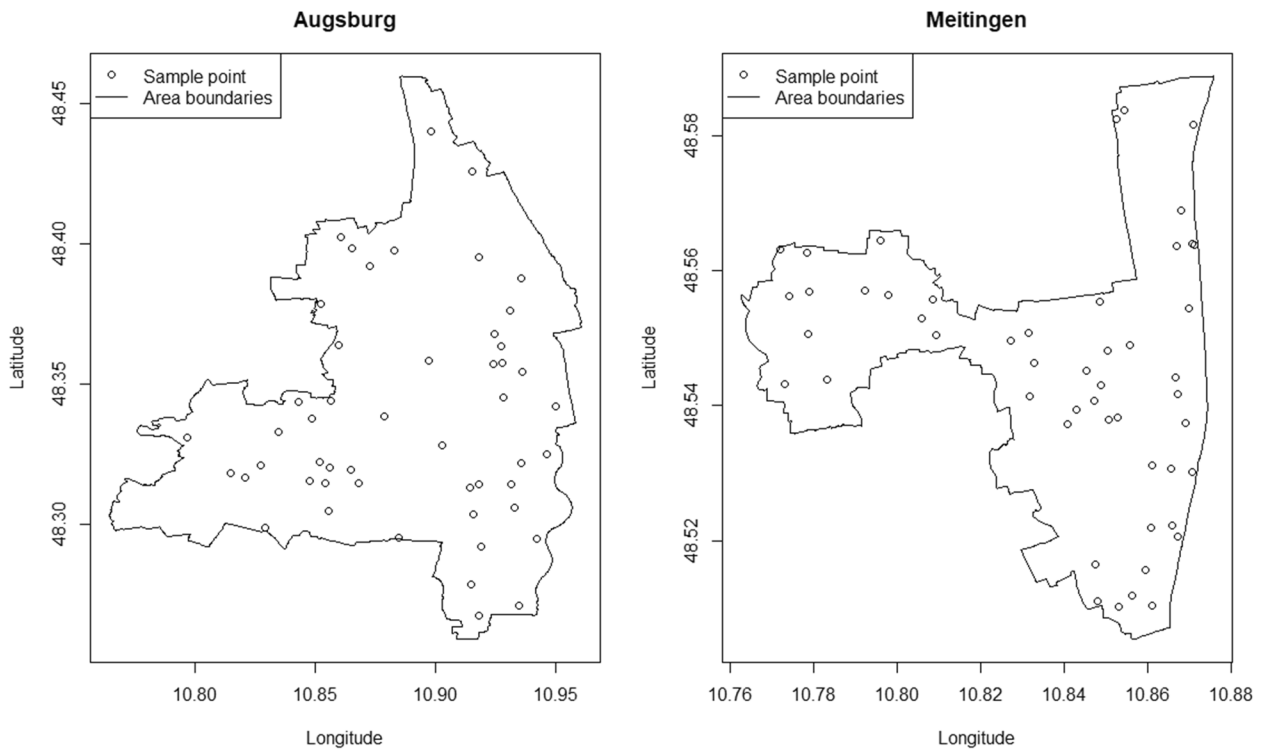 Augsburg
Sample point
Area boundaries
48.45
48.40
48.35
48.30
Latitude
10.80 10.85 10.90 10.95
Longitude
Meitingen
Sample point
Area boundaries
48.58
48.56
48.54
48.52
Latitude
10.76 10.78 10.80 10.82 10.84 10.86 10.88
Longitude